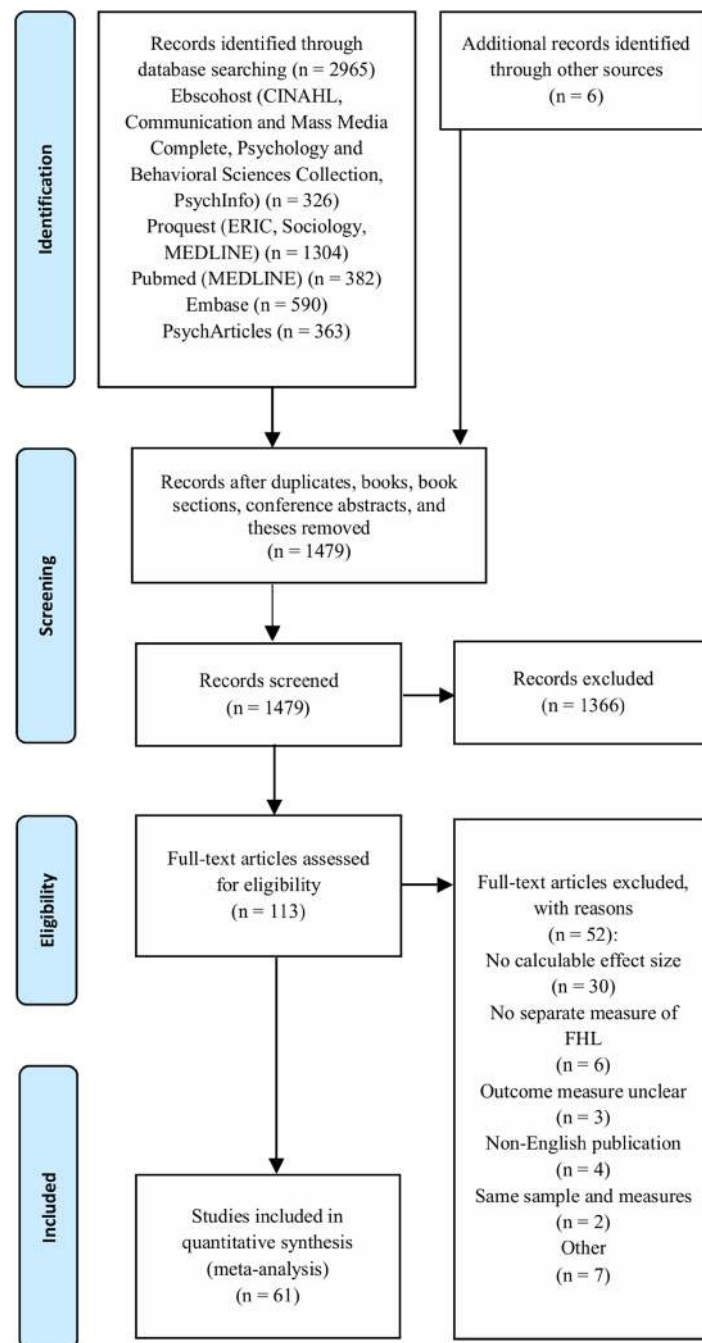 Identification
Records identified through
database searching (n = 2965)
Ebscohost (CINAHL,
Communication and Mass Media
Complete, Psychology and
Behavioral Sciences Collection,
PsychInfo) (n = 326)
Proquest (ERIC, Sociology,
MEDLINE) (n = 1304)
Pubmed (MEDLINE) (n = 382)
Embase (n = 590)
PsychArticles (n = 363)
Additional records identified
through other sources
(n = 6)
Screening
Records after duplicates, books, book
sections, conference abstracts, and
theses removed
(n = 1479)
Records screened
(n = 1479)
Records excluded
(n = 1366)
Eligibility
Full-text articles assessed
for eligibility
(n = 113)
Full-text articles excluded,
with reasons
(n = 52):
No calculable effect size
(n = 30)
No separate measure of
FHL
(n = 6)
Outcome measure unclear
(n = 3)
Non-English publication
(n = 4)
Same sample and measures
(n = 2)
Other
(n = 7)
Included
Studies included in
quantitative synthesis
(meta-analysis)
(n = 61)